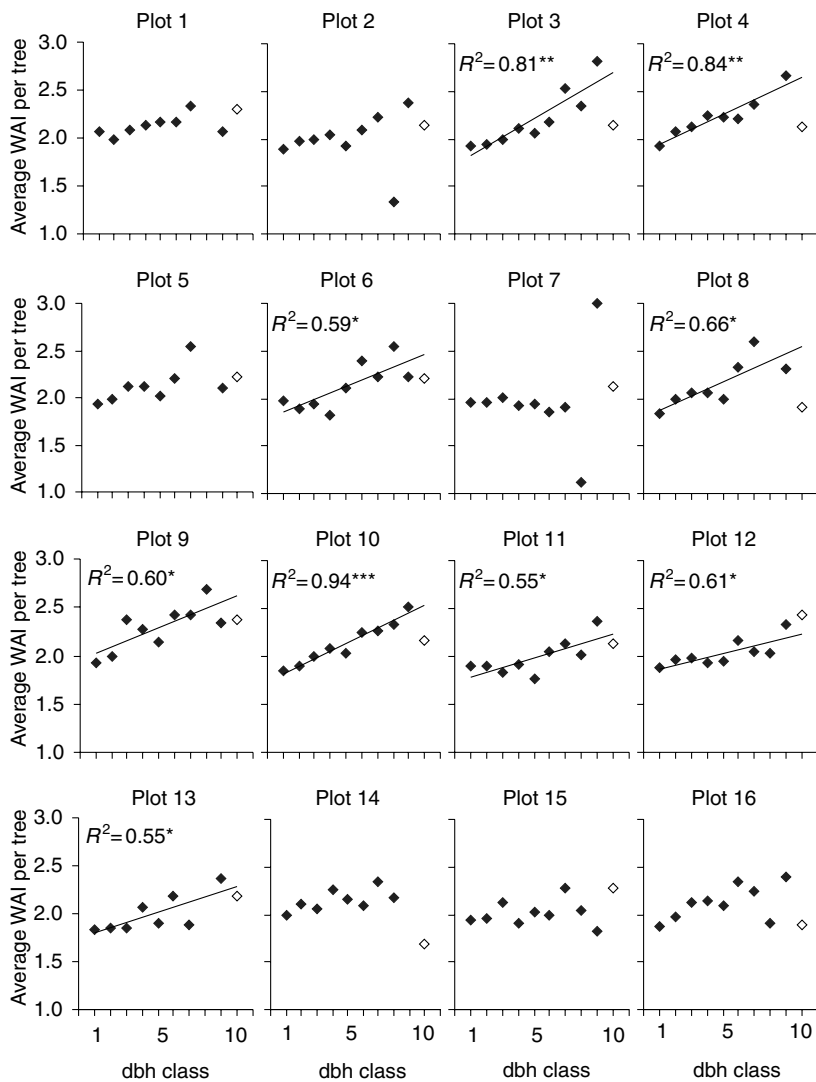 Plot 1 Plot 2 Plot 3 Plot 4
Average WAI per tree
3.0
2.5
2.0
1.5
1.0
R² = 0.81**
R² = 0.84**
Plot 5 Plot 6 Plot 7 Plot 8
Average WAI per tree
3.0
2.5
2.0
1.5
1.0
R² = 0.59*
R² = 0.66*
Plot 9 Plot 10 Plot 11 Plot 12
Average WAI per tree
3.0
2.5
2.0
1.5
1.0
R² = 0.60*
R² = 0.94***
R² = 0.55*
R² = 0.61*
Plot 13 Plot 14 Plot 15 Plot 16
Average WAI per tree
3.0
2.5
2.0
1.5
1.0
R² = 0.55*
1 5 10 1 5 10 1 5 10 1 5 10
dbh class dbh class dbh class dbh class